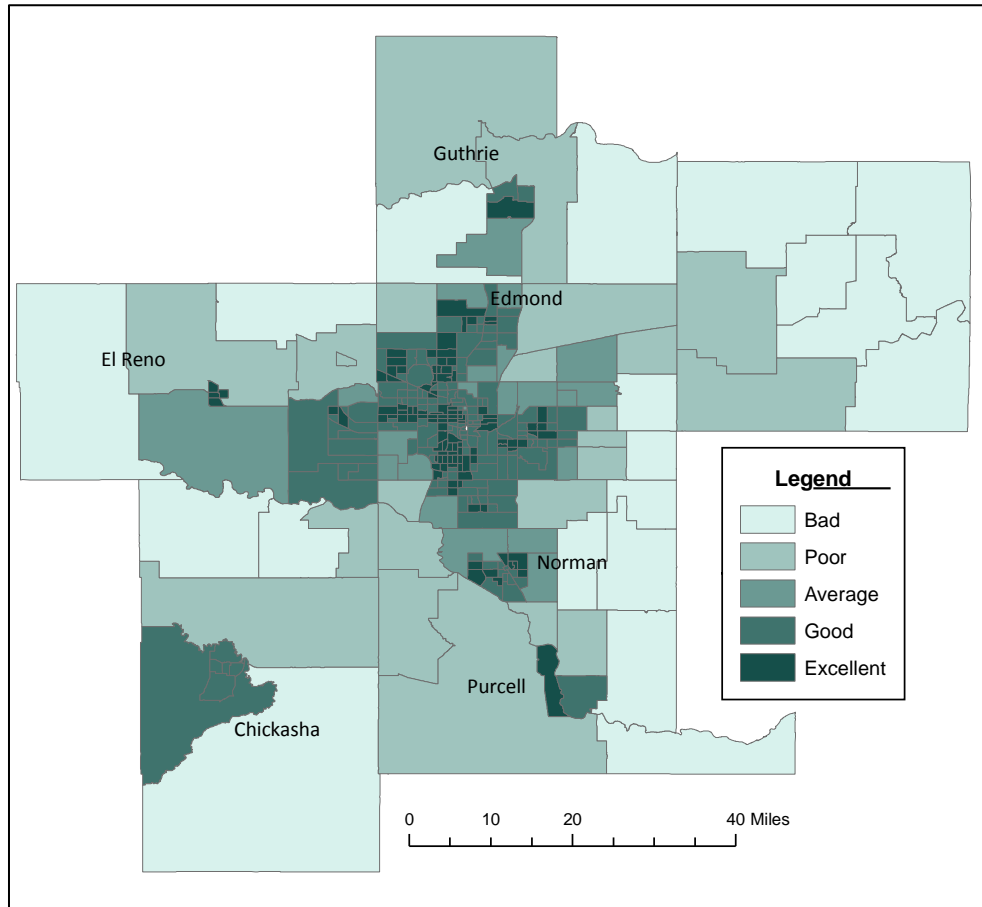 Guthrie
Edmond
El Reno
Norman
Purcell
Chickasha
Legend
Bad
Poor
Average
Good
Excellent
0 10 20 40 Miles